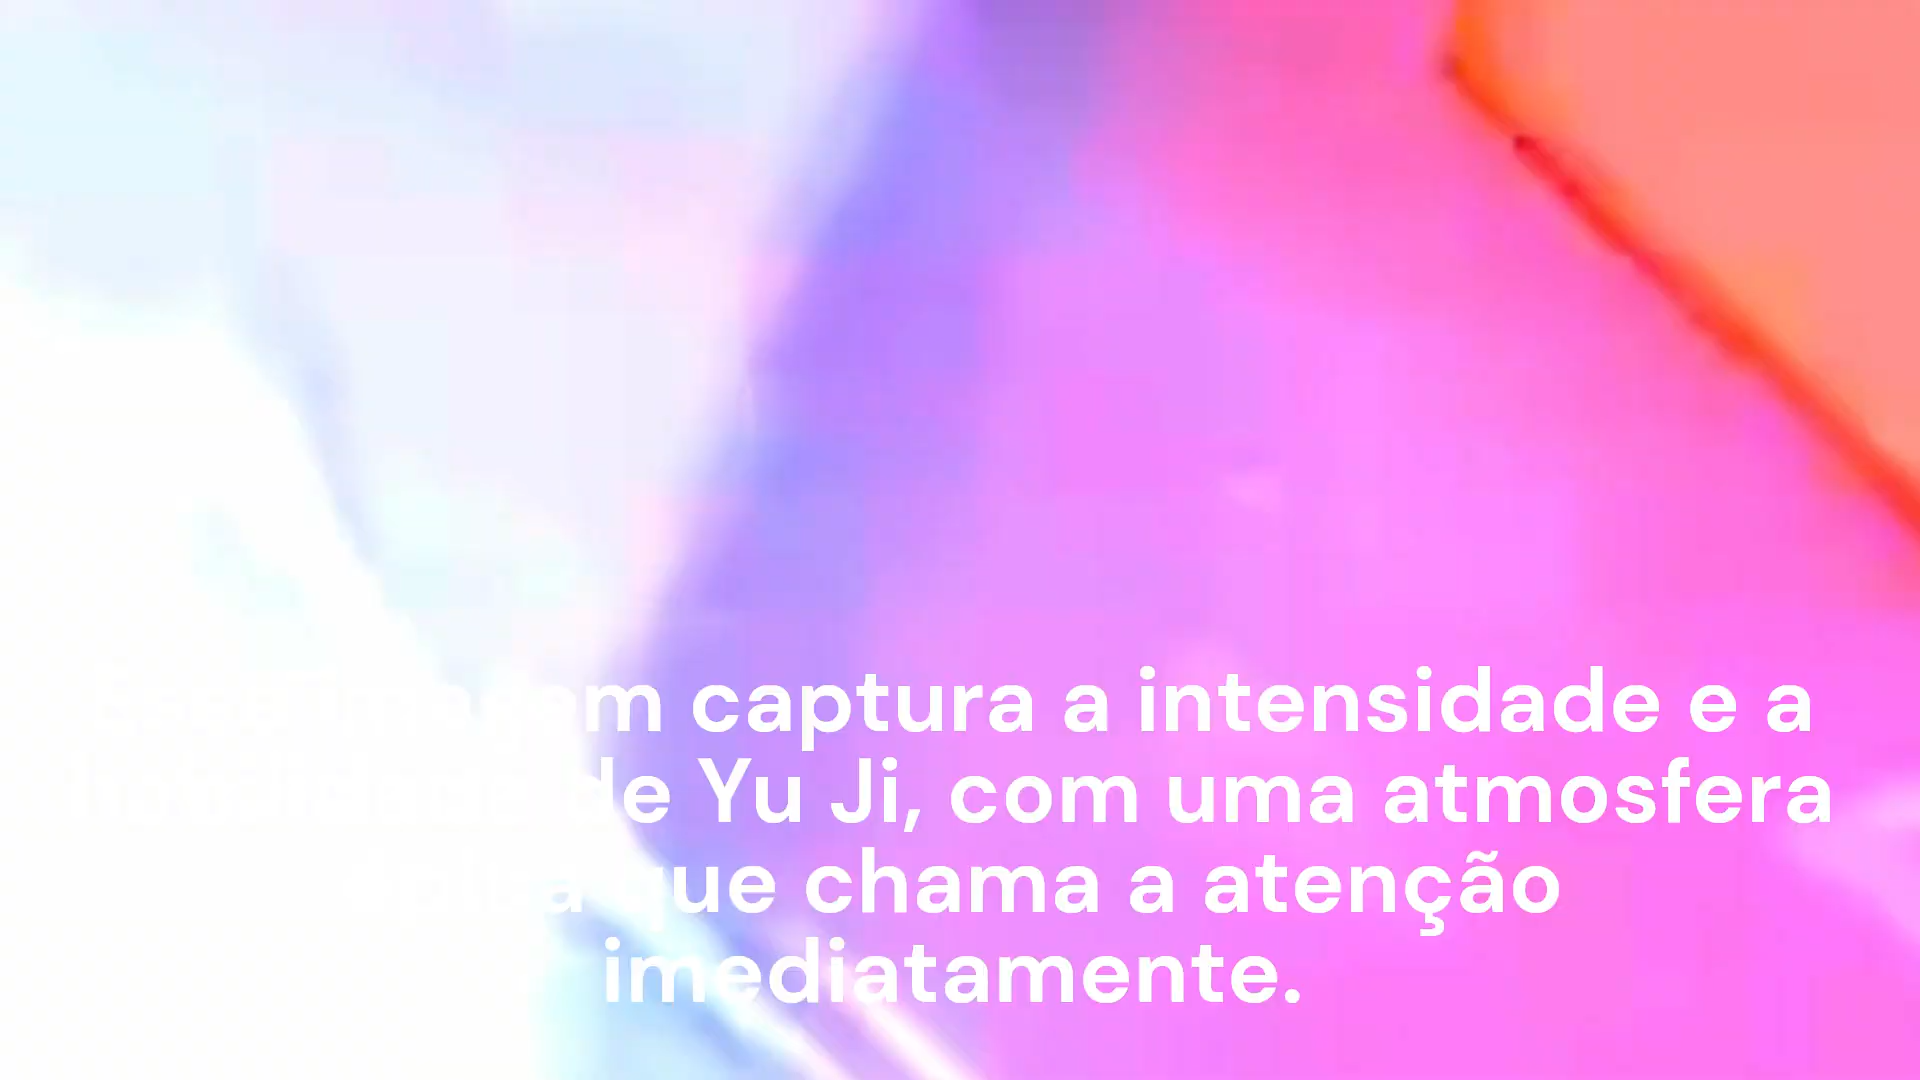 captura a intensidade e a
de Yu Ji, com uma atmosfera
que chama a atenção
imediatamente.